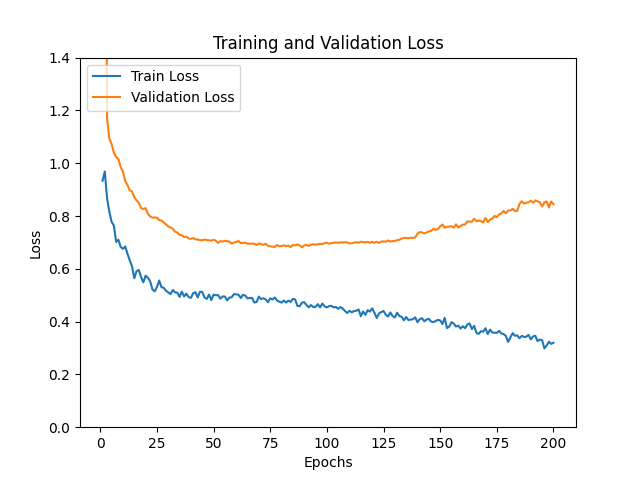 Training and Validation Loss
Train Loss
Validation Loss
Loss
1.4
1.2
1.0
0.8
0.6
0.4
0.2
0.0
0 25 50 75 100 125 150 175 200
Epochs